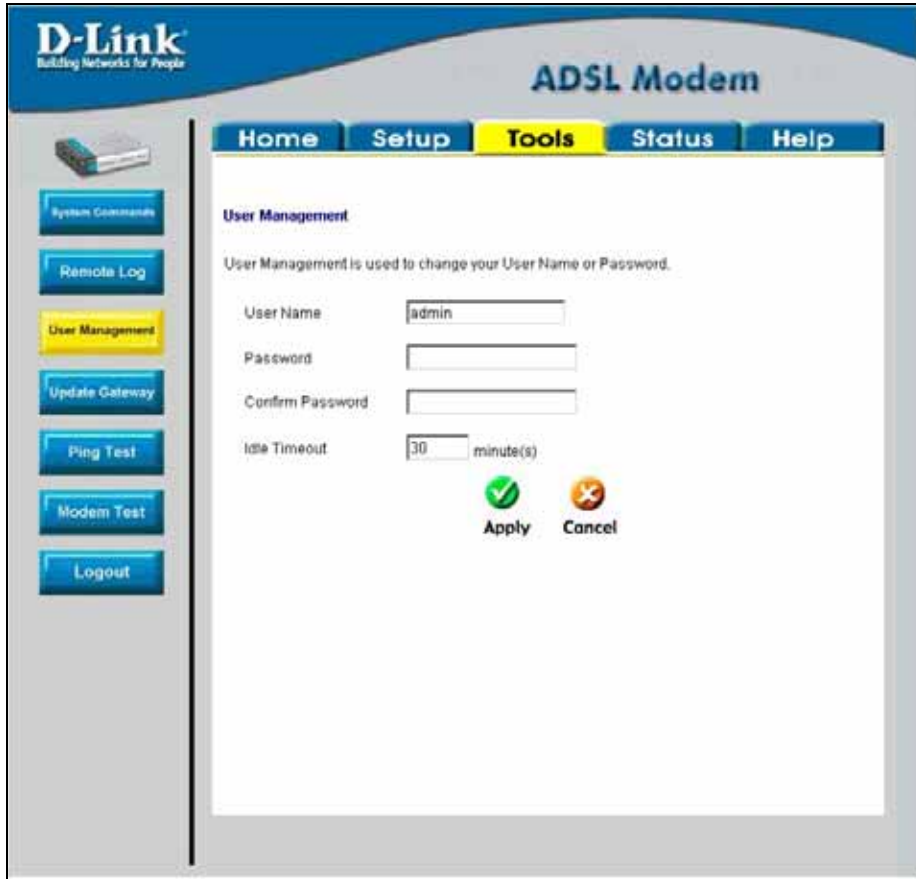 D-Link
Building Networks for People
ADSL Modem
Home Setup Tools Status Help
System Commands
Remote Log
User Management
Update Gateway
Ping Test
Modem Test
Logout
User Management
User Management is used to change your User Name or Password.
User Name admin
Password
Confirm Password
Idle Timeout 30 minute(s)
Apply Cancel